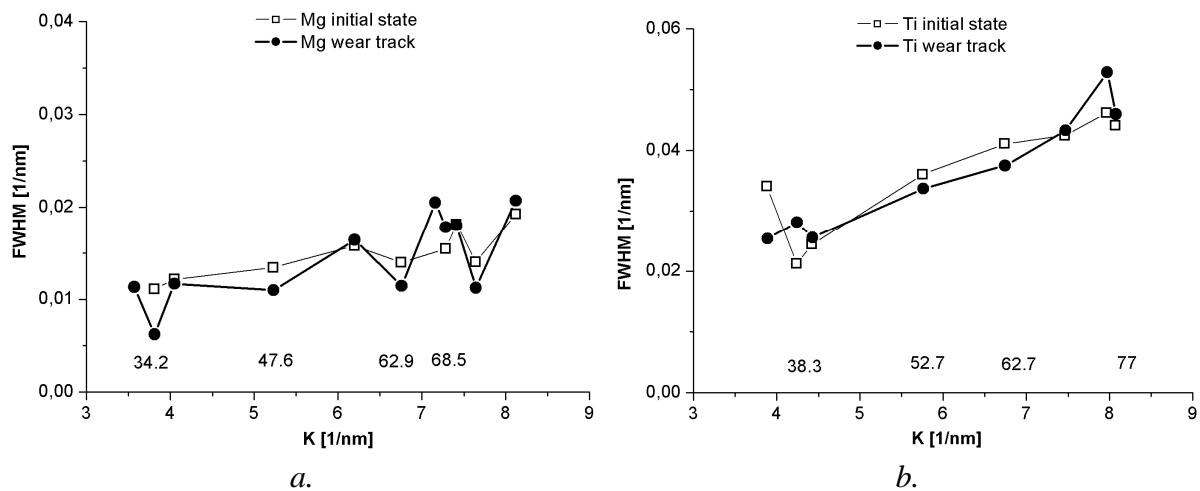 Mg initial state
Mg wear track
0,04
0,03
0,02
0,01
0,00
FWHM [1/nm]
34.2 47.6 62.9 68.5
3 4 5 6 7 8 9
K [1/nm]
a.
Ti initial state
Ti wear track
0,06
0,04
0,02
0,00
FWHM [1/nm]
38.3 52.7 62.7 77
3 4 5 6 7 8 9
K [1/nm]
b.